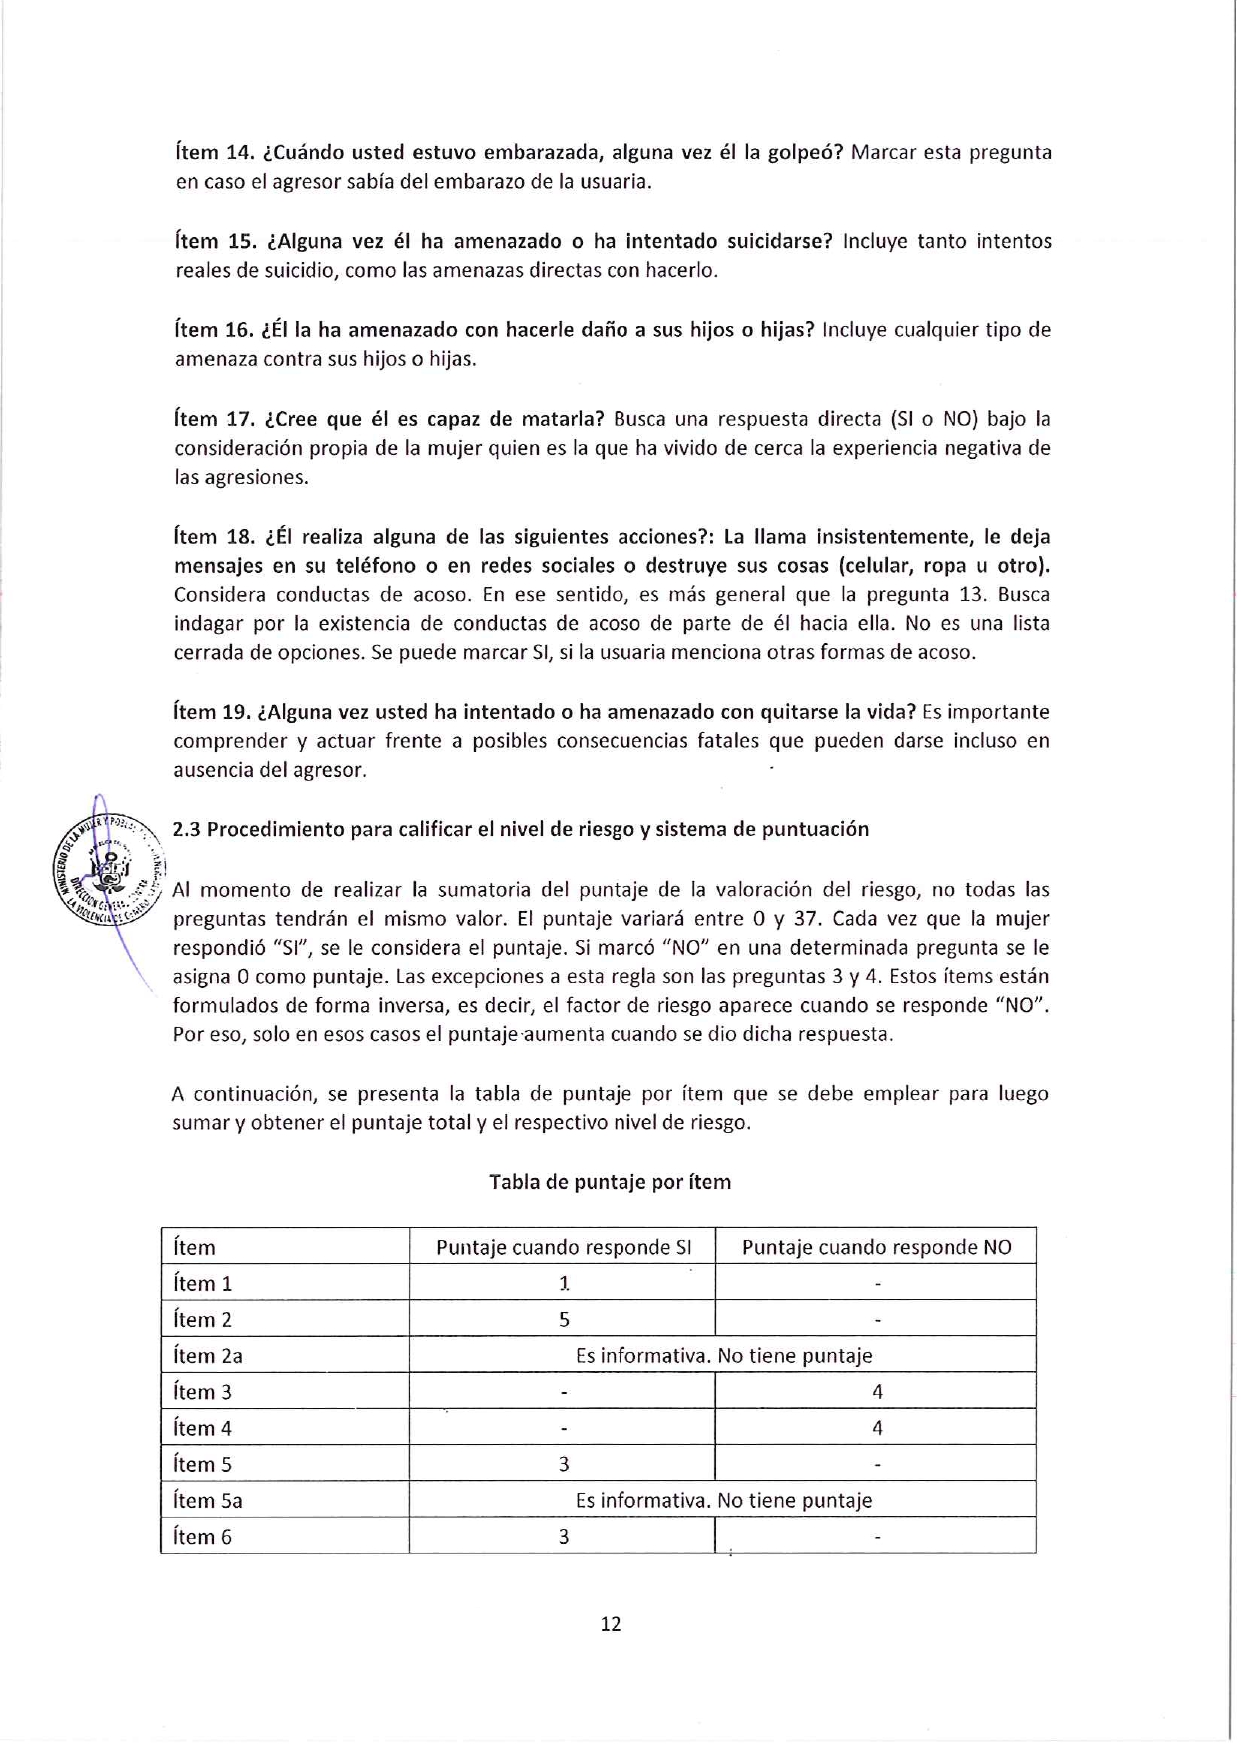 Ítem 14. ¿Cuándo usted estuvo embarazada, alguna vez él la golpeó? Marcar esta pregunta
en caso el agresor sabía del embarazo de la usuaria.
Ítem 15. ¿Alguna vez él ha amenazado o ha intentado suicidarse? Incluye tanto intentos
reales de suicidio, como las amenazas directas con hacerlo.
Ítem 16. ¿Él la ha amenazado con hacerle daño a sus hijos o hijas? Incluye cualquier tipo de
amenaza contra sus hijos o hijas.
Ítem 17. ¿Cree que él es capaz de matarla? Busca una respuesta directa (SI o NO) bajo la
consideración propia de la mujer quien es la que ha vivido de cerca la experiencia negativa de
las agresiones.
Ítem 18. ¿Él realiza alguna de las siguientes acciones?: La llama insistentemente, le deja
mensajes en su teléfono o en redes sociales o destruye sus cosas (celular, ropa u otro).
Considera conductas de acoso. En ese sentido, es más general que la pregunta 13. Busca
indagar por la existencia de conductas de acoso de parte de él hacia ella. No es una lista
cerrada de opciones. Se puede marcar SI, si la usuaria menciona otras formas de acoso.
Ítem 19. ¿Alguna vez usted ha intentado o ha amenazado con quitarse la vida? Es importante
comprender y actuar frente a posibles consecuencias fatales que pueden darse incluso en
ausencia del agresor.
MINISTERIO DE LA MUJER Y
2.3 Procedimiento para calificar el nivel de riesgo y sistema de puntuación
Al momento de realizar la sumatoria del puntaje de la valoración del riesgo, no todas las
preguntas tendrán el mismo valor. El puntaje variará entre 0 y 37. Cada vez que la mujer
respondió "SI", se le considera el puntaje. Si marcó "NO" en una determinada pregunta se le
asigna 0 como puntaje. Las excepciones a esta regla son las preguntas 3 y 4. Estos ítems están
formulados de forma inversa, es decir, el factor de riesgo aparece cuando se responde "NO".
Por eso, solo en esos casos el puntaje aumenta cuando se dio dicha respuesta.
A continuación, se presenta la tabla de puntaje por ítem que se debe emplear para luego
sumar y obtener el puntaje total y el respectivo nivel de riesgo.
Tabla de puntaje por ítem
Ítem Puntaje cuando responde SI Puntaje cuando responde NO
Ítem 1 1 -
Ítem 2 5 -
Ítem 2a Es informativa. No tiene puntaje
Ítem 3 - 4
Ítem 4 - 4
Ítem 5 3 -
Ítem 5a Es informativa. No tiene puntaje
Ítem 6 3 -
12